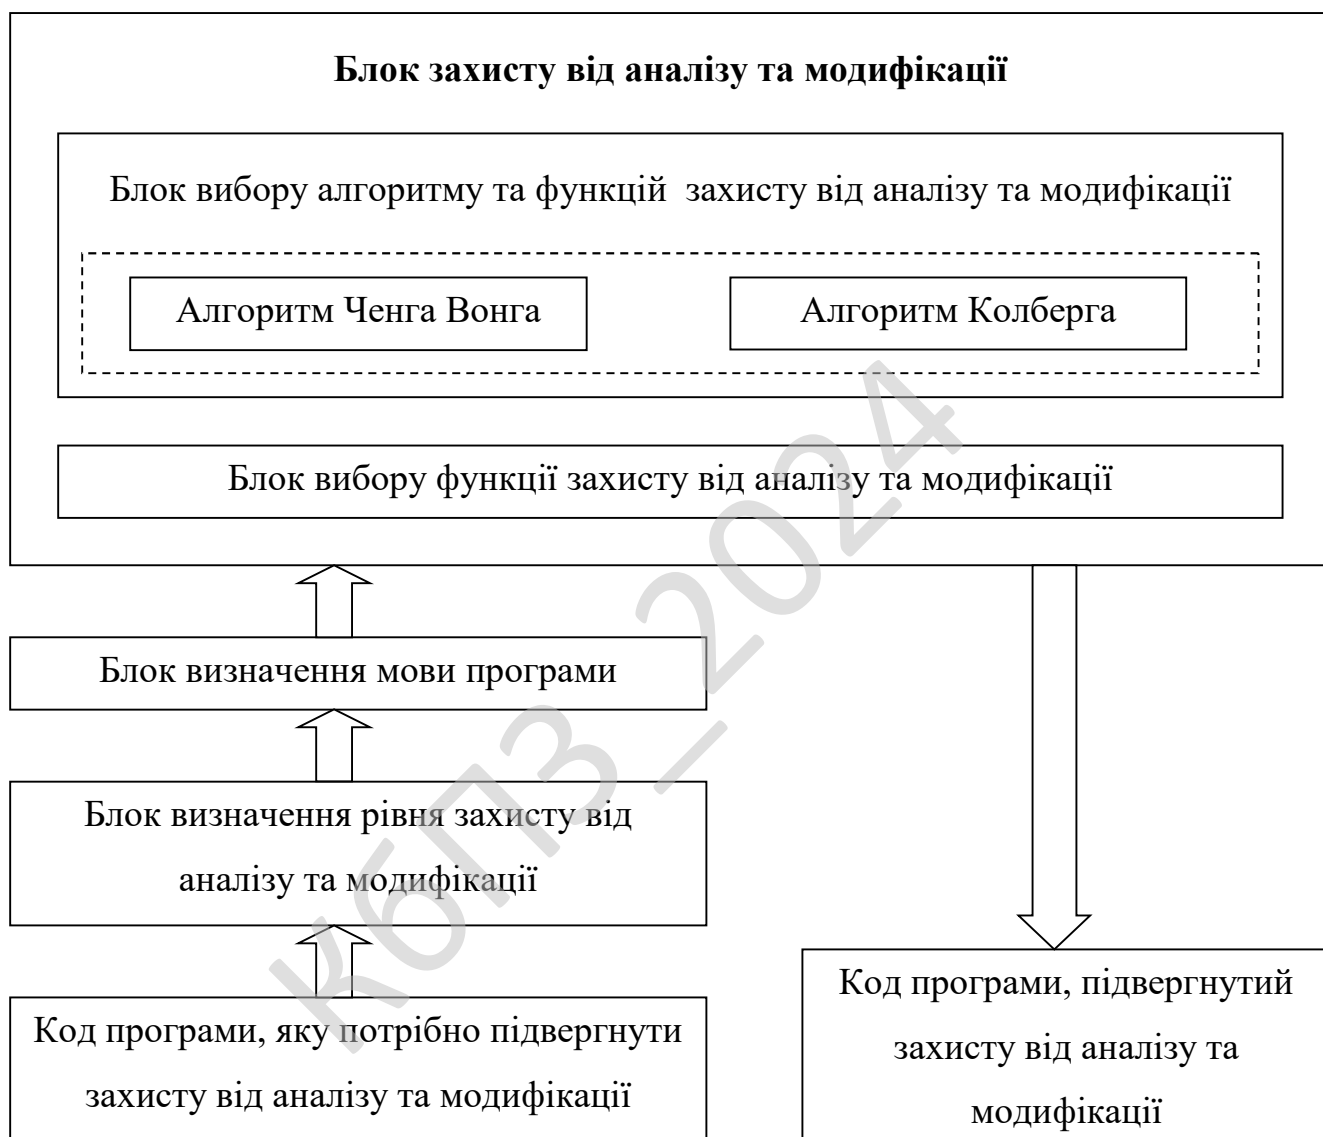 Блок захисту від аналізу та модифікації
Блок вибору алгоритму та функцій захисту від аналізу та модифікації
Алгоритм Ченга Вонга
Алгоритм Колберга
Блок вибору функції захисту від аналізу та модифікації
Блок визначення мови програми
Блок визначення рівня захисту від
аналізу та модифікації
Код програми, яку потрібно підвергнути
захисту від аналізу та модифікації
Код програми, підвергнутий
захисту від аналізу та
модифікації
КбПЗ_2024